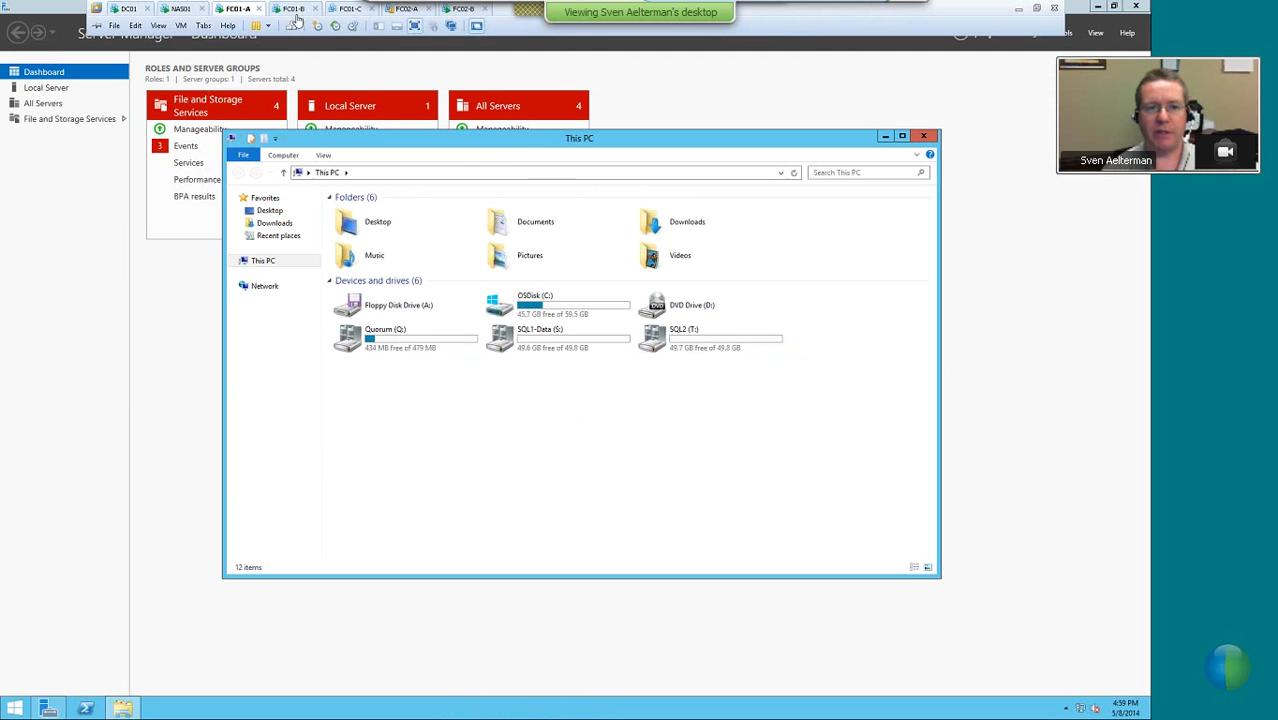 DC01
NAS01
FC01-A
FC01-B
FC01-C
FC02-A
FC02-B
Viewing Sven Aelterman's desktop
File
Edit
View
VM
Tabs
Help
View
Help
Dashboard
Local Server
All Servers
File and Storage Services
ROLES AND SERVER GROUPS
Roles: 1 | Server groups: 1 | Servers total: 4
File and Storage
Services
4
Local Server
1
All Servers
4
Manageability
3
Events
Services
Performance
BPA results
This PC
File
Computer
View
This PC
Search This PC
Favorites
Desktop
Downloads
Recent places
This PC
Network
Folders (6)
Desktop
Documents
Downloads
Music
Pictures
Videos
Devices and drives (6)
Floppy Disk Drive (A:)
OSDisk (C:)
45.7 GB free of 59.5 GB
DVD
DVD Drive (D:)
Quorum (Q:)
434 MB free of 479 MB
SQL1-Data (S:)
49.6 GB free of 49.8 GB
SQL2 (T:)
49.7 GB free of 49.8 GB
12 items
Sven Aelterman
4:59 PM
5/8/2014